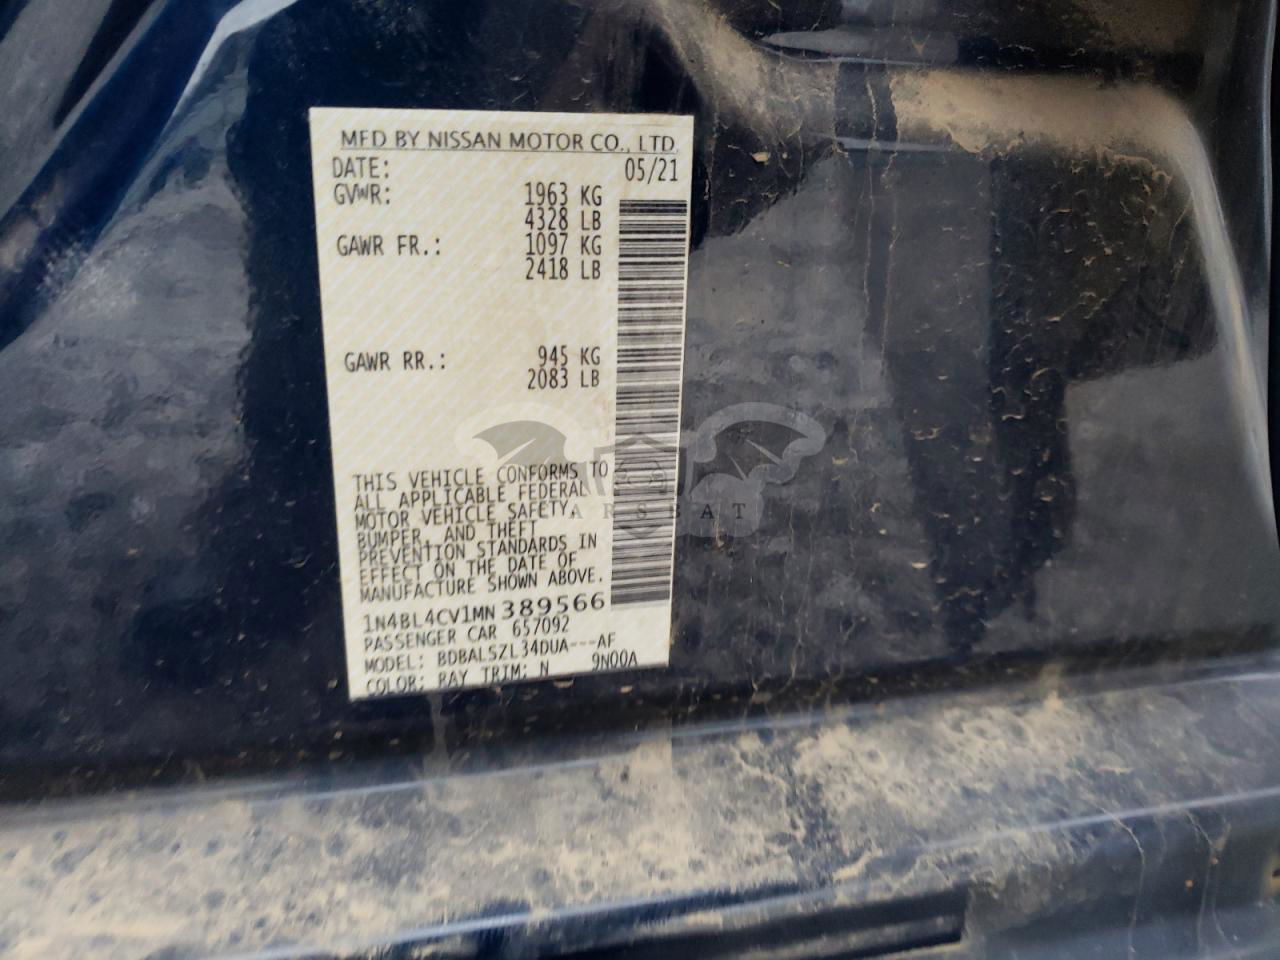 MFD BY NISSAN MOTOR CO., LTD.
DATE: 05/21
GVWR: 1963 KG
4328 LB
GAWR FR.: 1097 KG
2418 LB
GAWR RR.: 945 KG
2083 LB
THIS VEHICLE CONFORMS TO
ALL APPLICABLE FEDERAL
MOTOR VEHICLE SAFETY,
BUMPER, AND THEFT
PREVENTION STANDARDS IN
EFFECT ON THE DATE OF
MANUFACTURE SHOWN ABOVE.
ARSBAT
1N4BL4CV1MN 389566
PASSENGER CAR 657092
MODEL: BDBALSZL34DUA---AF
COLOR: RAY TRIM: N 9N00A